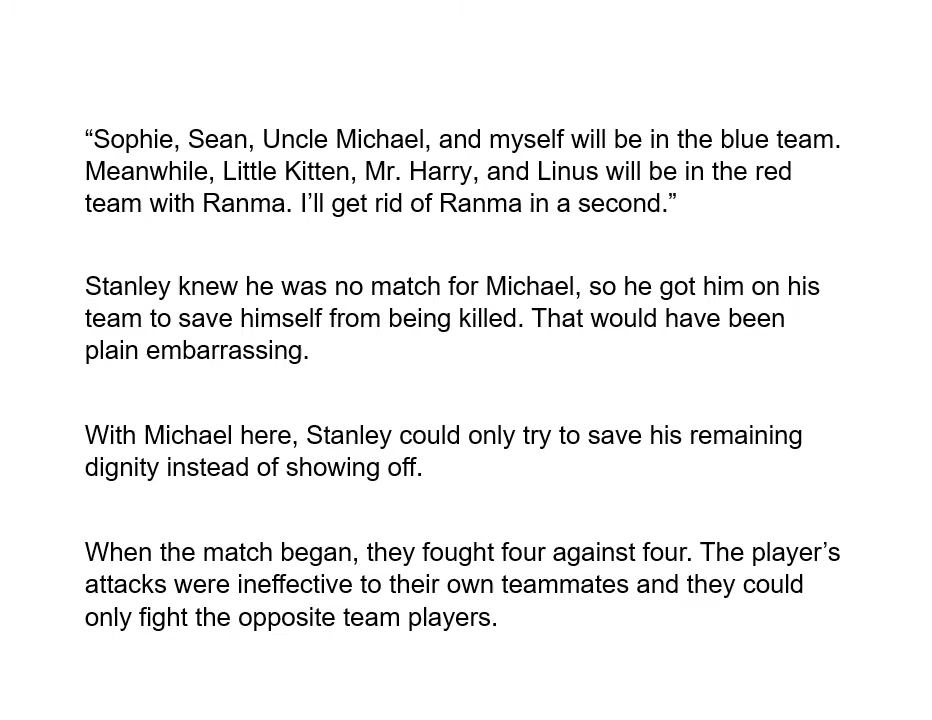 “Sophie, Sean, Uncle Michael, and myself will be in the blue team.
Meanwhile, Little Kitten, Mr. Harry, and Linus will be in the red
team with Ranma. I’ll get rid of Ranma in a second.”
Stanley knew he was no match for Michael, so he got him on his
team to save himself from being killed. That would have been
plain embarrassing.
With Michael here, Stanley could only try to save his remaining
dignity instead of showing off.
When the match began, they fought four against four. The player’s
attacks were ineffective to their own teammates and they could
only fight the opposite team players.